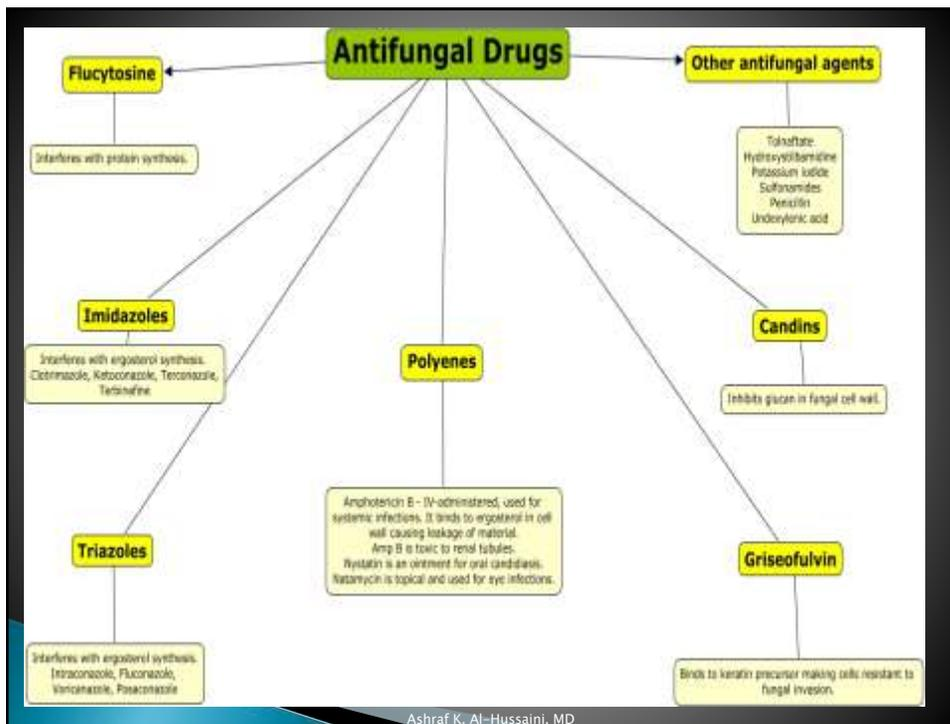 Antifungal Drugs
Flucytosine
Interferes with protein synthesis.
Other antifungal agents
Tolnaftate
Hydroxystilbamidine
Potassium iodide
Sulfonamides
Penicillin
Undexylenic acid
Imidazoles
Interferes with ergosterol synthesis.
Clotrimazole, Ketoconazole, Terconazole,
Terbinafine
Polyenes
Amphotericin B - IV-administered, used for
systemic infections. It binds to ergosterol in cell
wall causing leakage of material.
Amp B is toxic to renal tubules.
Nystatin is an ointment for oral candidiasis.
Natamycin is topical and used for eye infections.
Candins
Inhibits glucan in fungal cell wall.
Triazoles
Interferes with ergosterol synthesis.
Intraconazole, Fluconazole,
Voricanazole, Posaconazole
Griseofulvin
Binds to keratin precursor making cells resistant to
fungal invesion.
Ashraf K. Al-Hussaini, MD